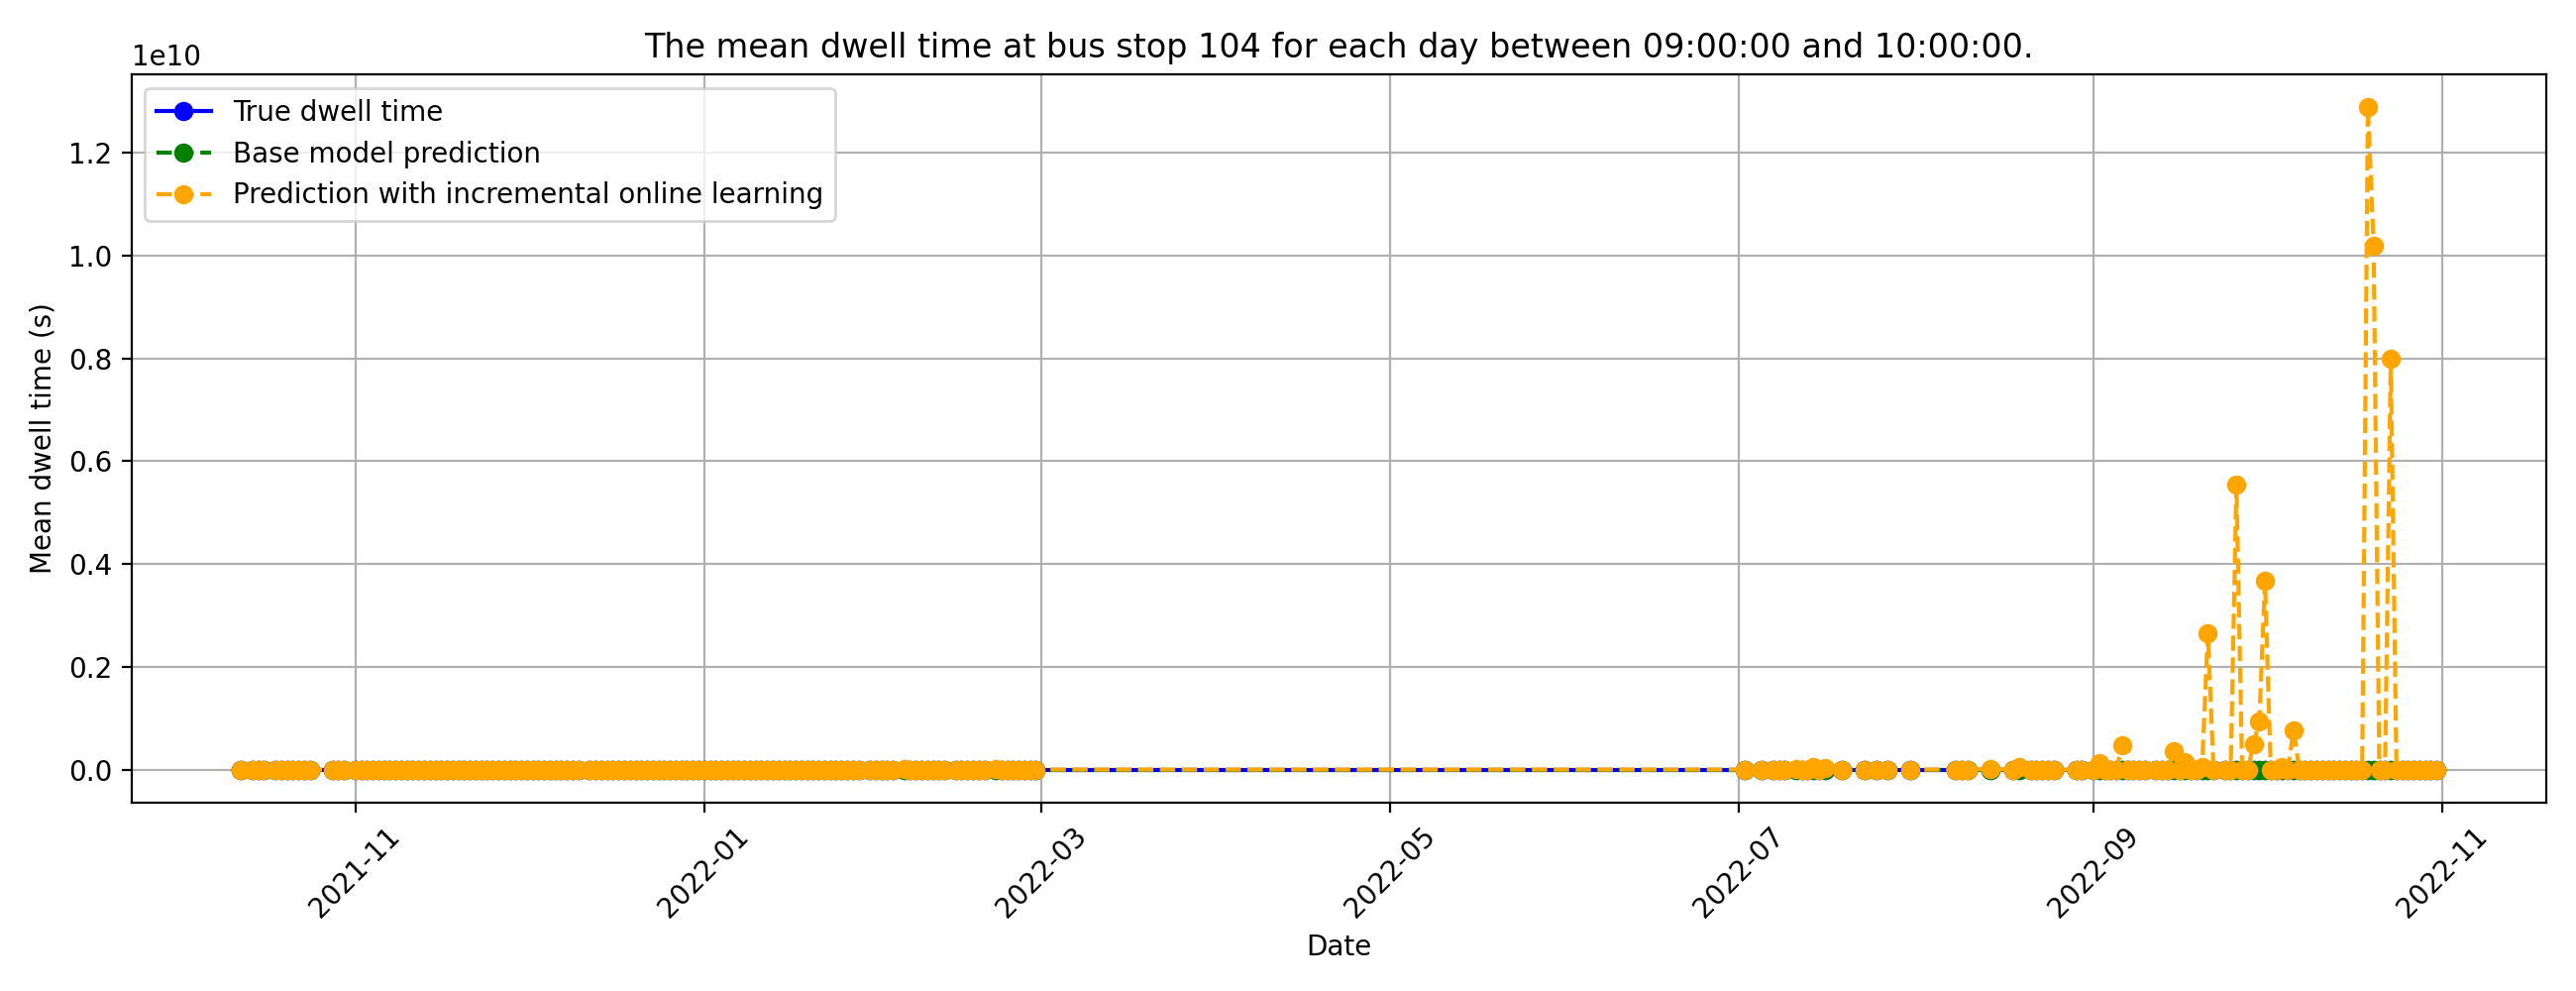 The mean dwell time at bus stop 104 for each day between 09:00:00 and 10:00:00.
1e10
True dwell time
Base model prediction
Prediction with incremental online learning
Mean dwell time (s)
1.2
1.0
0.8
0.6
0.4
0.2
0.0
2021-11
2022-01
2022-03
2022-05
2022-07
2022-09
2022-11
Date